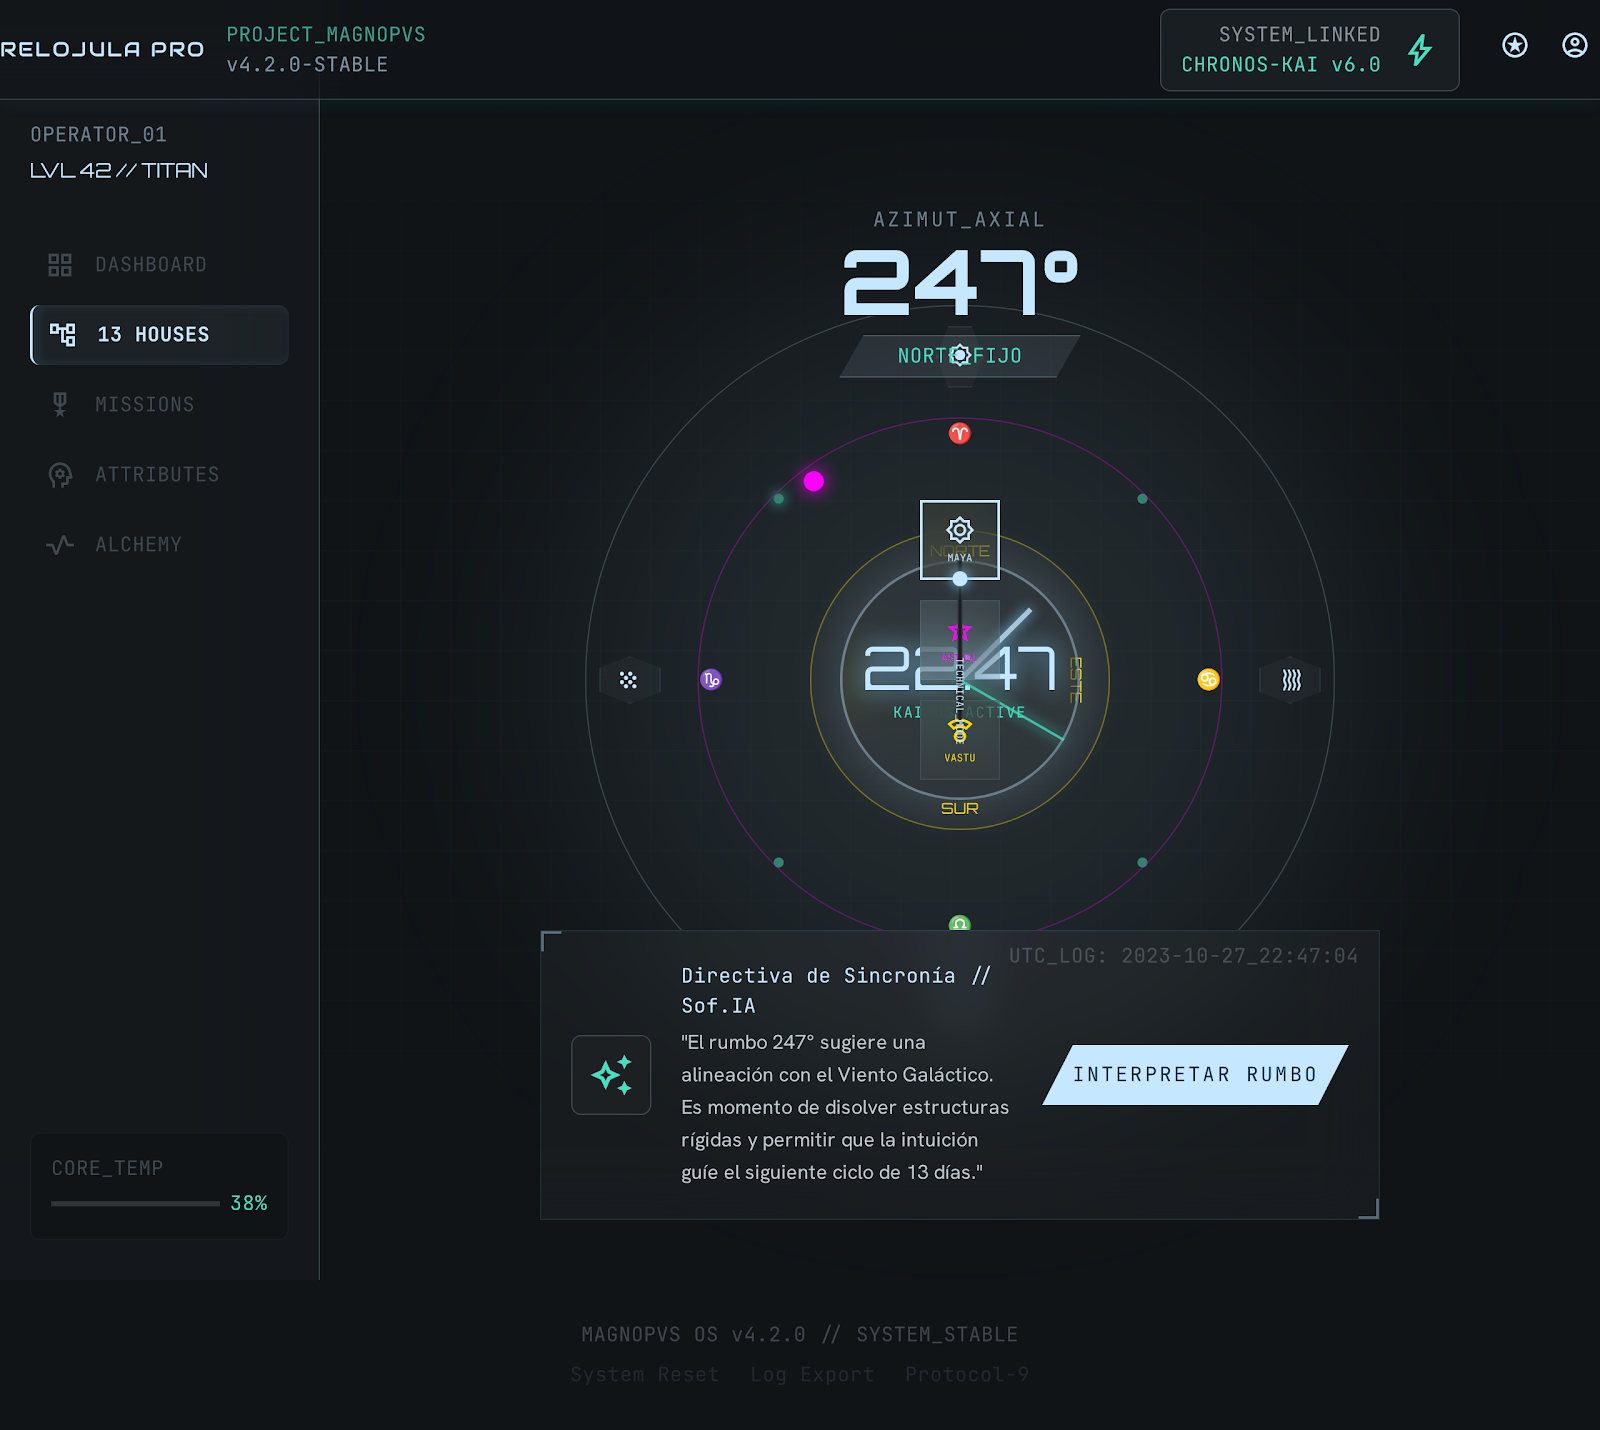 RELOJULA PRO
PROJECT_MAGNOPVS
v4.2.0-STABLE
SYSTEM_LINKED
CHRONOS-KAI v6.0
OPERATOR_01
LVL 42 // TITAN
DASHBOARD
13 HOUSES
MISSIONS
ATTRIBUTES
ALCHEMY
CORE_TEMP
38%
AZIMUT_AXIAL
247°
NORTE FIJO
NORTE
MAYA
22:47
ESTE
KAI ACTIVE
VASTU
SUR
UTC_LOG: 2023-10-27_22:47:04
Directiva de Sincronía //
Sof.IA
"El rumbo 247° sugiere una
alineación con el Viento Galáctico.
Es momento de disolver estructuras
rígidas y permitir que la intuición
guíe el siguiente ciclo de 13 días."
INTERPRETAR RUMBO
MAGNOPVS OS v4.2.0 // SYSTEM_STABLE
System Reset
Log Export
Protocol-9